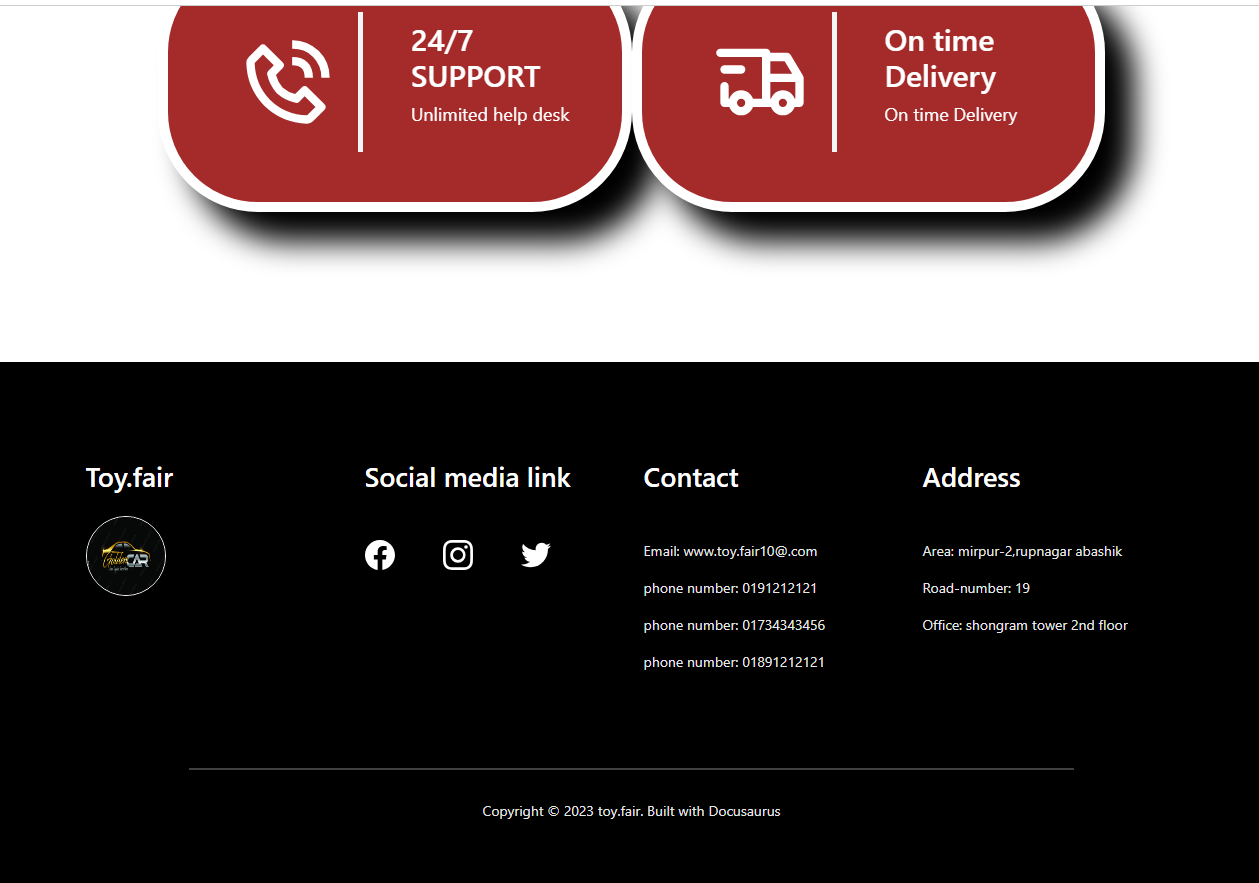 24/7
SUPPORT
Unlimited help desk
On time
Delivery
On time Delivery
Toy.fair
Golden
CAR
Social media link
Contact
Email: www.toy.fair10@.com
phone number: 0191212121
phone number: 01734343456
phone number: 01891212121
Address
Area: mirpur-2,rupnagar abashik
Road-number: 19
Office: shongram tower 2nd floor
Copyright © 2023 toy.fair. Built with Docusaurus